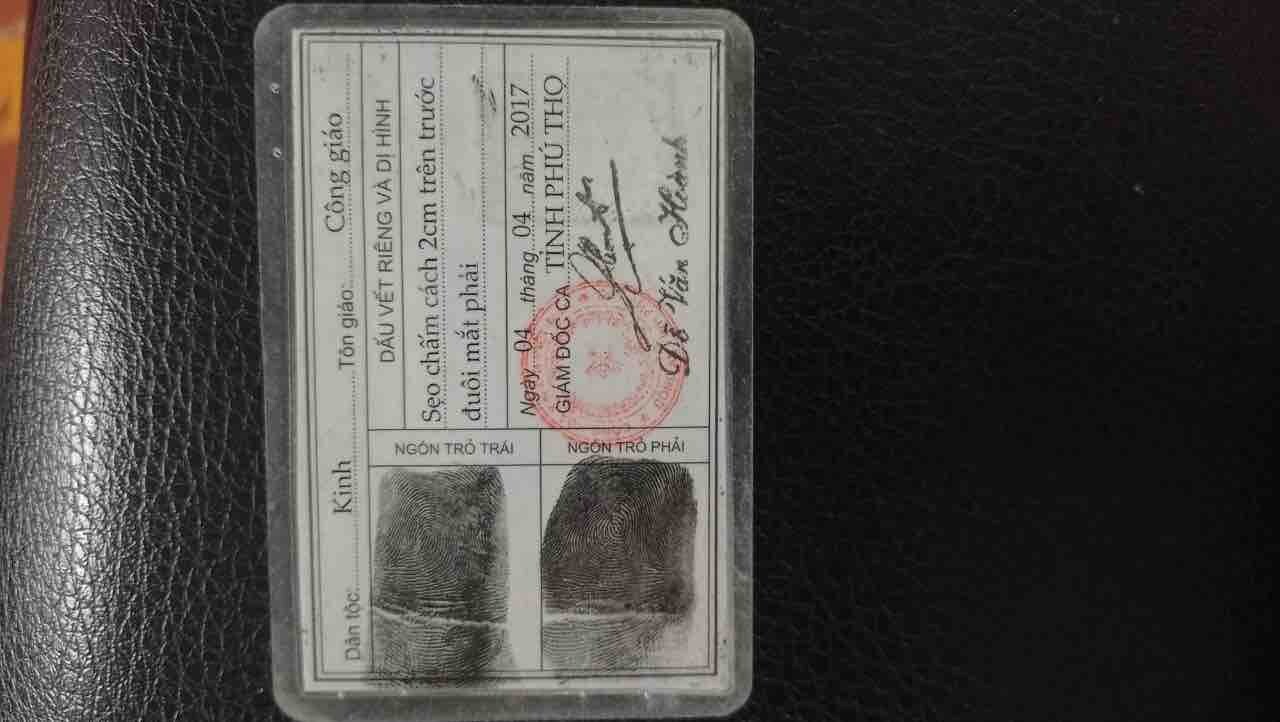 Dân tộc: Kinh Tôn giáo: Công giáo
DẤU VẾT RIÊNG VÀ DỊ HÌNH
Sẹo chấm cách 2cm trên trước
đuôi mắt phải
Ngày 04 tháng 04 năm 2017
GIÁM ĐỐC CA TỈNH PHÚ THỌ
Đỗ Văn Hoành
NGÓN TRỎ TRÁI
NGÓN TRỎ PHẢI